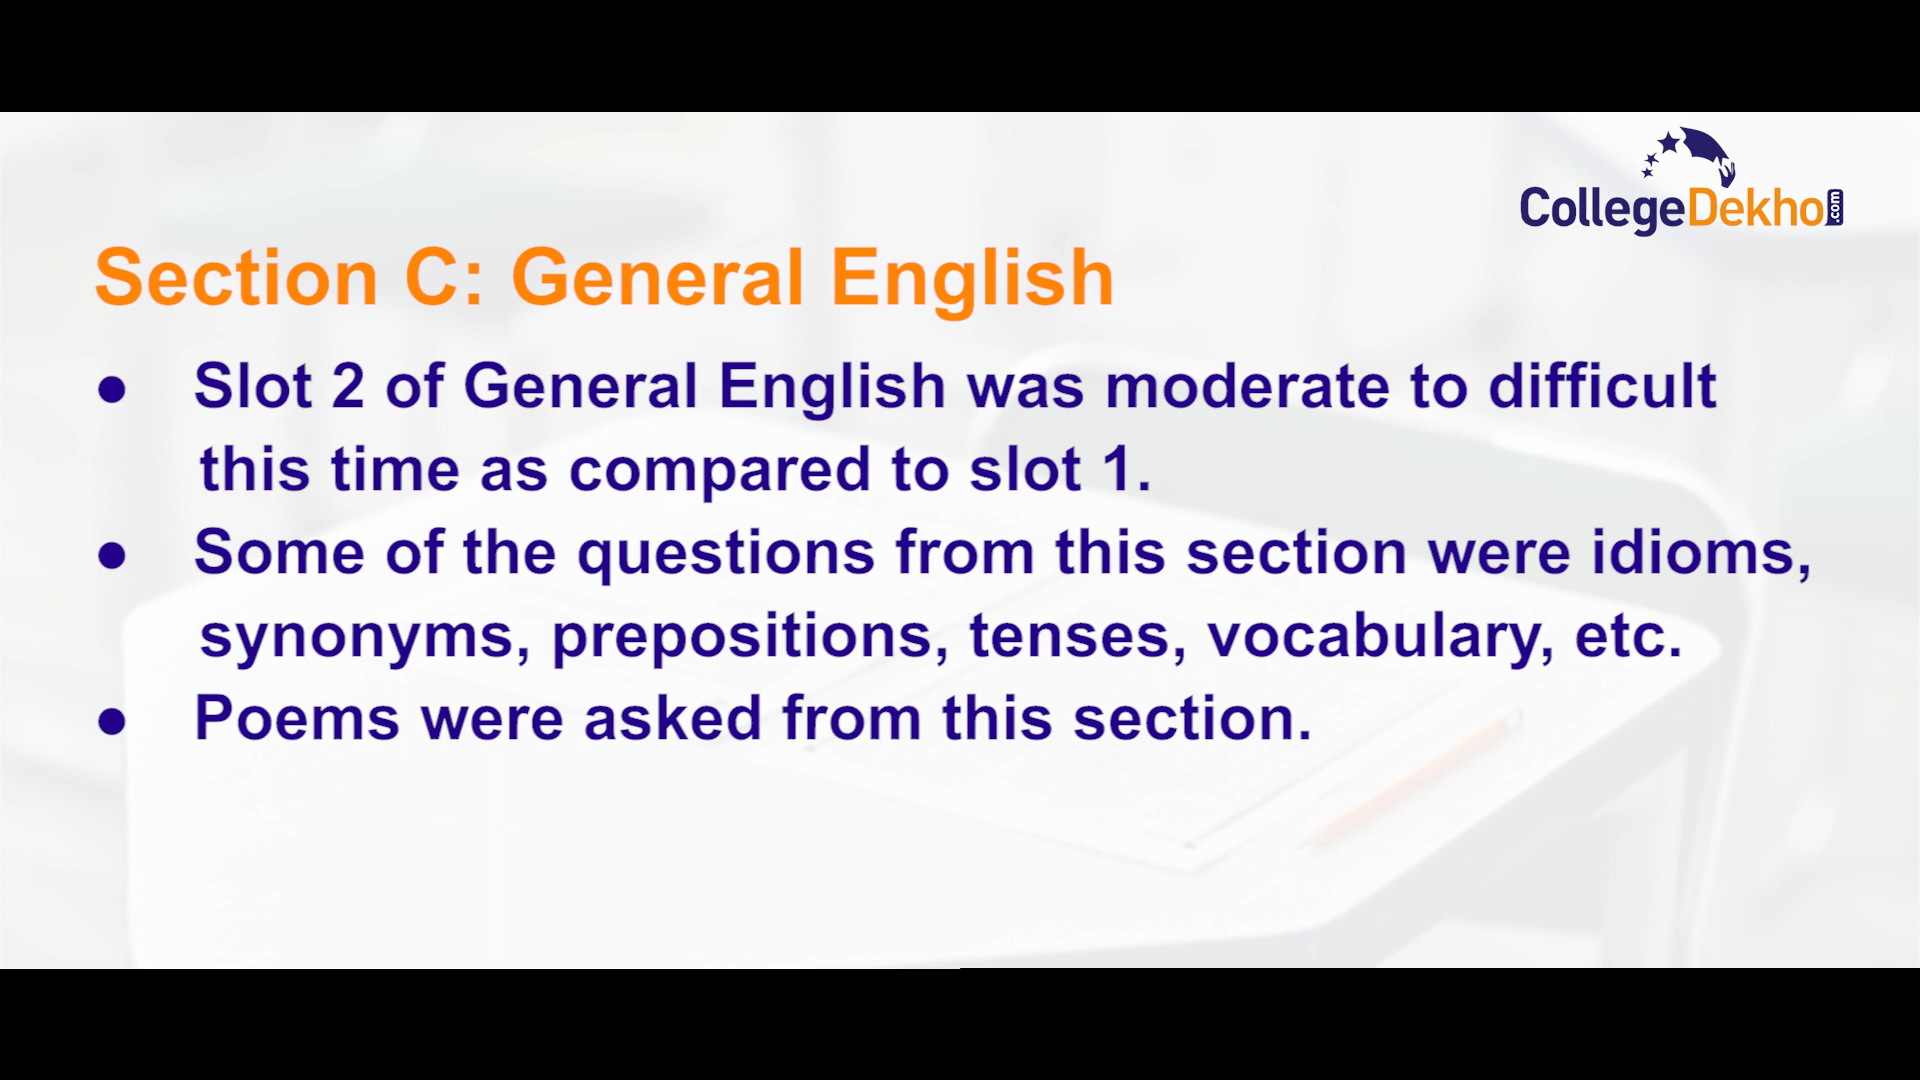 CollegeDekho.com
Section C: General English
● Slot 2 of General English was moderate to difficult
this time as compared to slot 1.
● Some of the questions from this section were idioms,
synonyms, prepositions, tenses, vocabulary, etc.
● Poems were asked from this section.